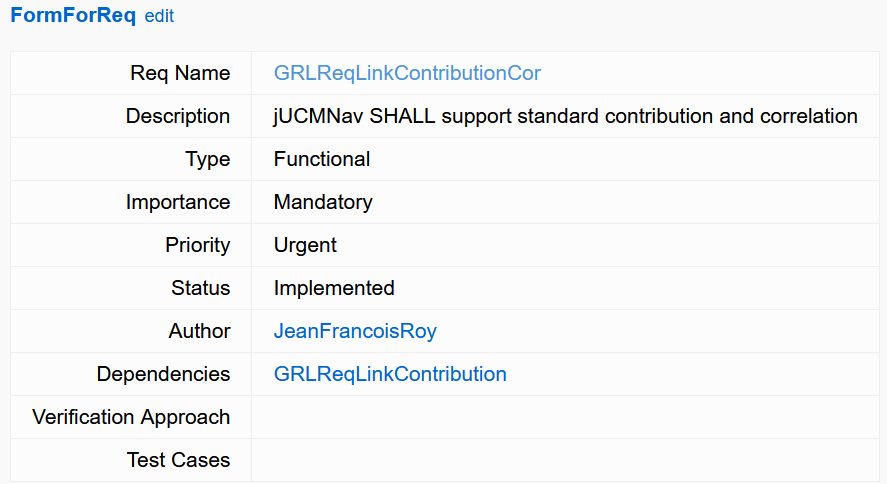 FormForReq edit
Req Name GRLReqLinkContributionCor
Description jUCMNav SHALL support standard contribution and correlation
Type Functional
Importance Mandatory
Priority Urgent
Status Implemented
Author JeanFrancoisRoy
Dependencies GRLReqLinkContribution
Verification Approach
Test Cases